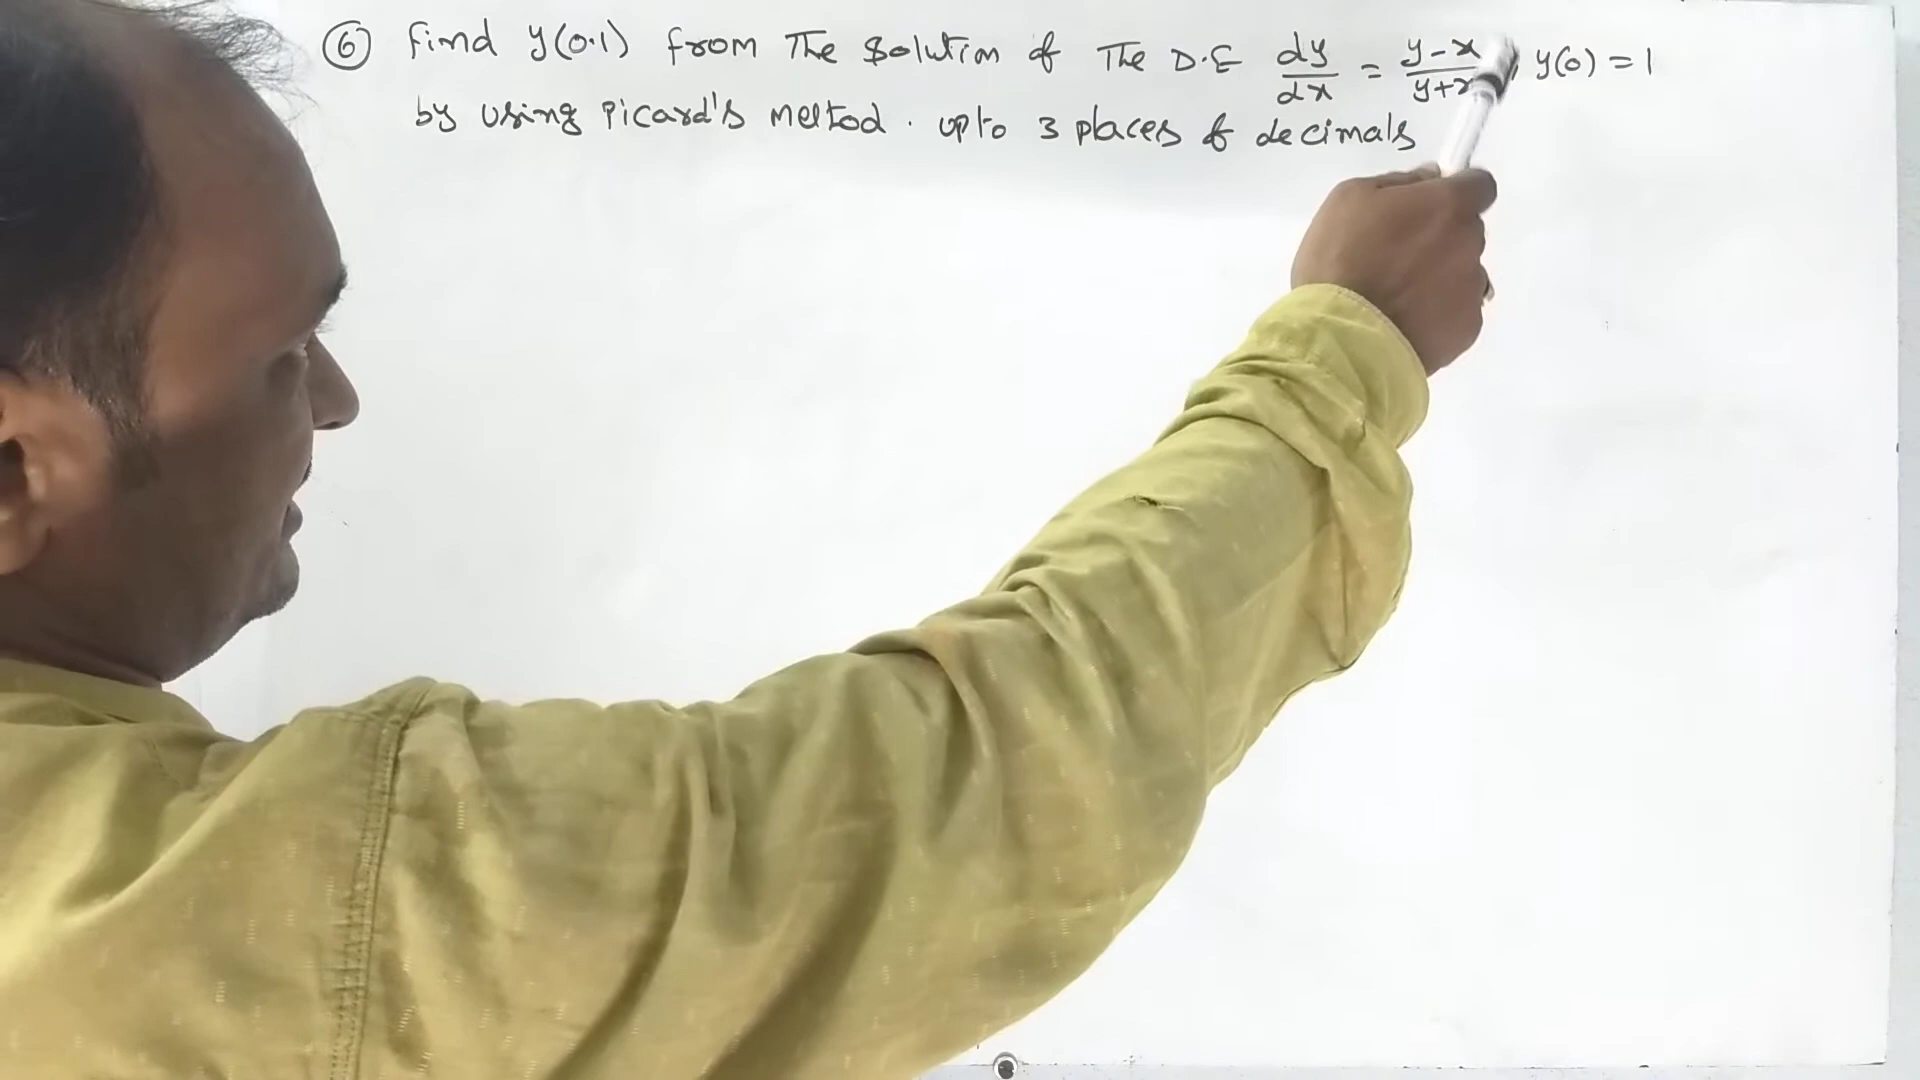 ⑥ find y(0.1) from The Solution of The D.E dy/dx = y-x/y+x, y(0) = 1
by using Picard's method. upto 3 places of decimals